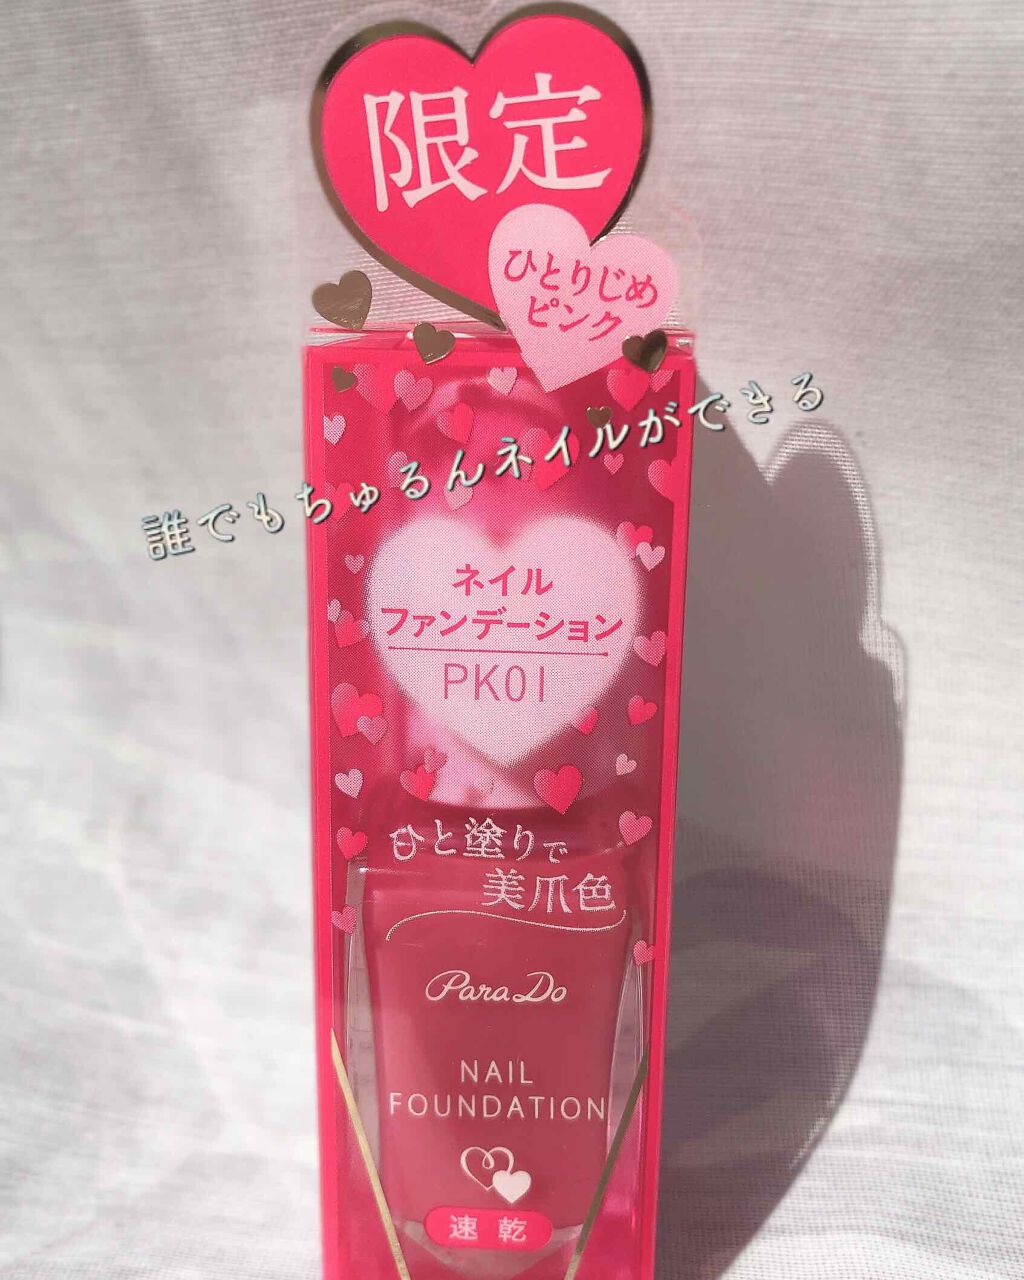 限定
ひとりじめ
ピンク
誰でもちゅるんネイルができる
ネイル
ファンデーション
PK01
ひと塗りで
美爪色
Para Do
NAIL
FOUNDATION
速乾